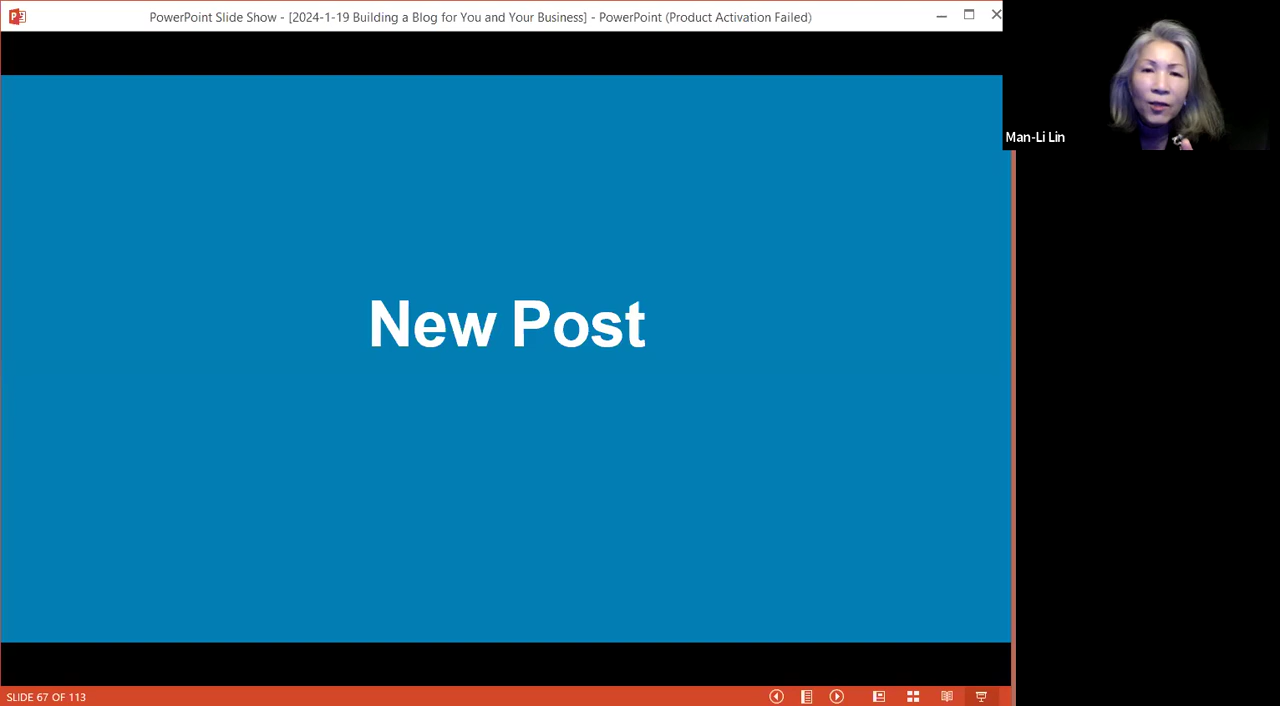 PowerPoint Slide Show - [2024-1-19 Building a Blog for You and Your Business] - PowerPoint (Product Activation Failed)
Man-Li Lin
New Post
SLIDE 67 OF 113